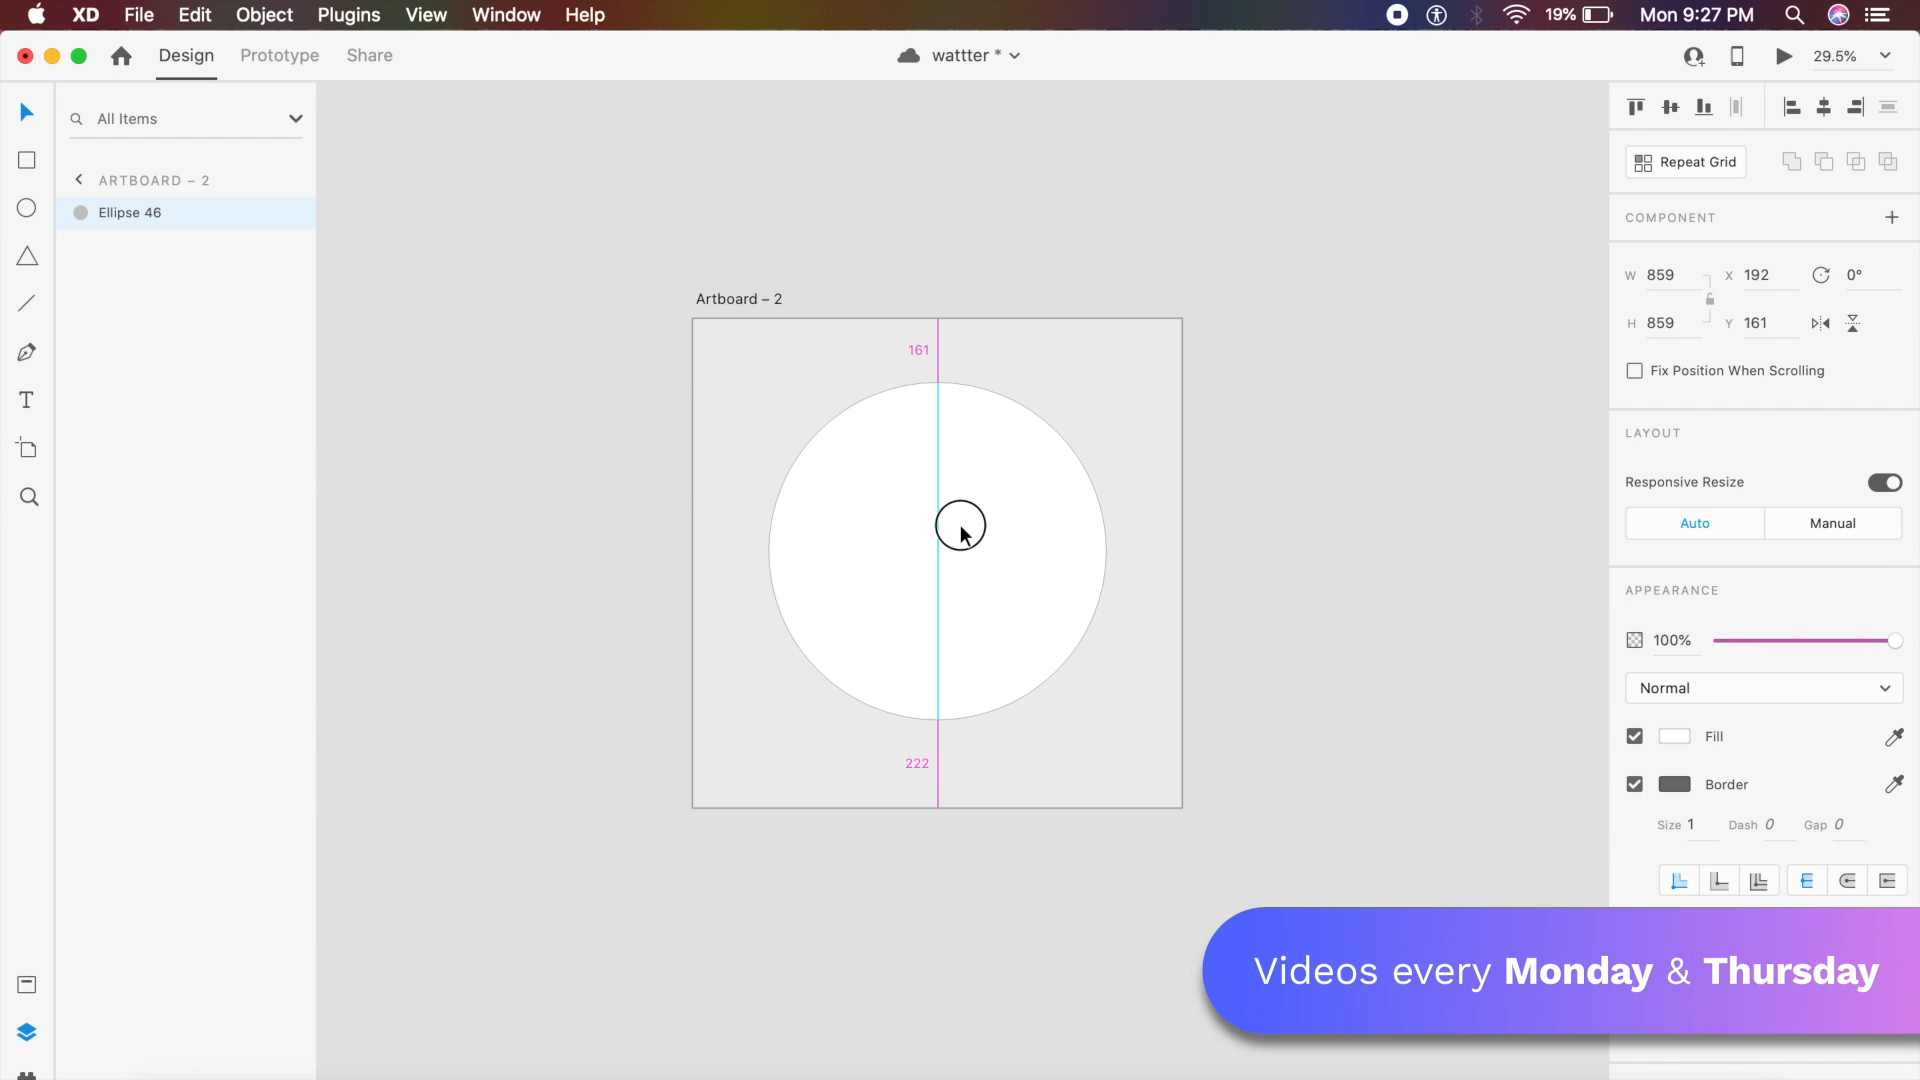 XD File Edit Object Plugins View Window Help 19% Mon 9:27 PM
Design Prototype Share wattter * 29.5%
All Items
ARTBOARD – 2
Ellipse 46
Artboard – 2
161
222
Repeat Grid
COMPONENT
W 859 X 192 0°
H 859 Y 161
Fix Position When Scrolling
LAYOUT
Responsive Resize
Auto Manual
APPEARANCE
100%
Normal
Fill
Border
Size 1 Dash 0 Gap 0
Videos every Monday & Thursday